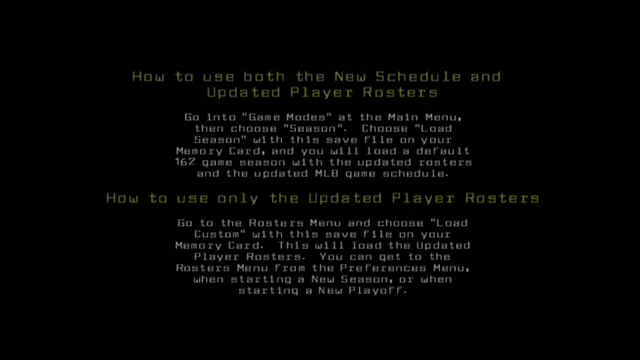 How to use both the New Schedule and
Updated Player Rosters
Go into "Game Modes" at the Main Menu,
then choose "Season". Choose "Load
Season" with this save file on your
Memory Card, and you will load a default
162 game season with the updated rosters
and the updated MLB game schedule.
How to use only the Updated Player Rosters
Go to the Rosters Menu and choose "Load
Custom" with this save file on your
Memory Card. This will load the Updated
Player Rosters. You can get to the
Rosters Menu from the Preferences Menu,
when starting a New Season, or when
starting a New Playoff.